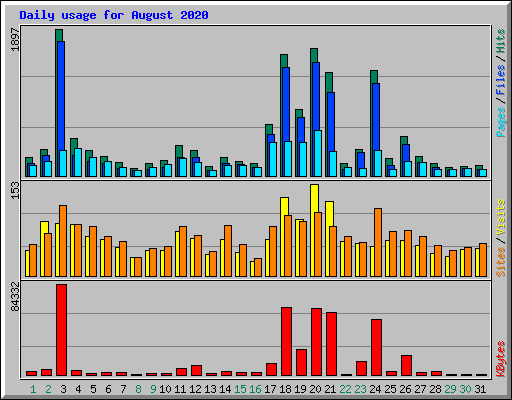 Daily usage for August 2020
1897
Pages / Files / Hits
153
Sites / Visits
84332
KBytes
1 2 3 4 5 6 7 8 9 10 11 12 13 14 15 16 17 18 19 20 21 22 23 24 25 26 27 28 29 30 31